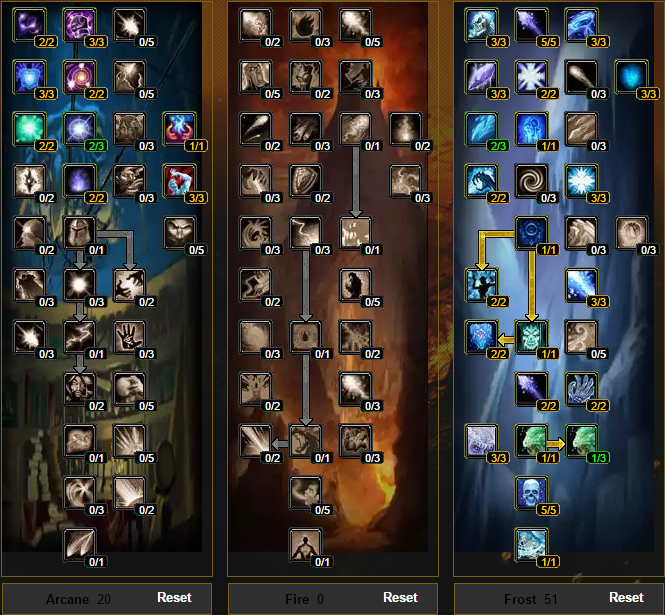 2/2 3/3 0/5 0/2 0/3 0/5 3/3 5/5 3/3
3/3 2/2 0/5 0/5 0/2 0/3 3/3 2/2 0/3 3/3
2/2 2/3 0/3 1/1 0/2 0/3 0/1 0/2 2/3 1/1 0/3
0/2 2/2 0/3 3/3 0/3 0/2 0/3 2/2 0/3 3/3
0/2 0/1 0/5 0/3 0/3 0/1 1/1 0/3 0/3
0/3 0/3 0/2 0/2 0/5 2/2 3/3
0/3 0/1 0/3 0/3 0/1 0/2 2/2 1/1 0/5
0/2 0/5 0/2 0/3 2/2 2/2
0/5 0/5 0/2 0/1 0/3 3/3 1/1 1/3
0/3 0/2 0/5 5/5
0/1 0/1 1/1
Arcane 20 Reset Fire 0 Reset Frost 51 Reset